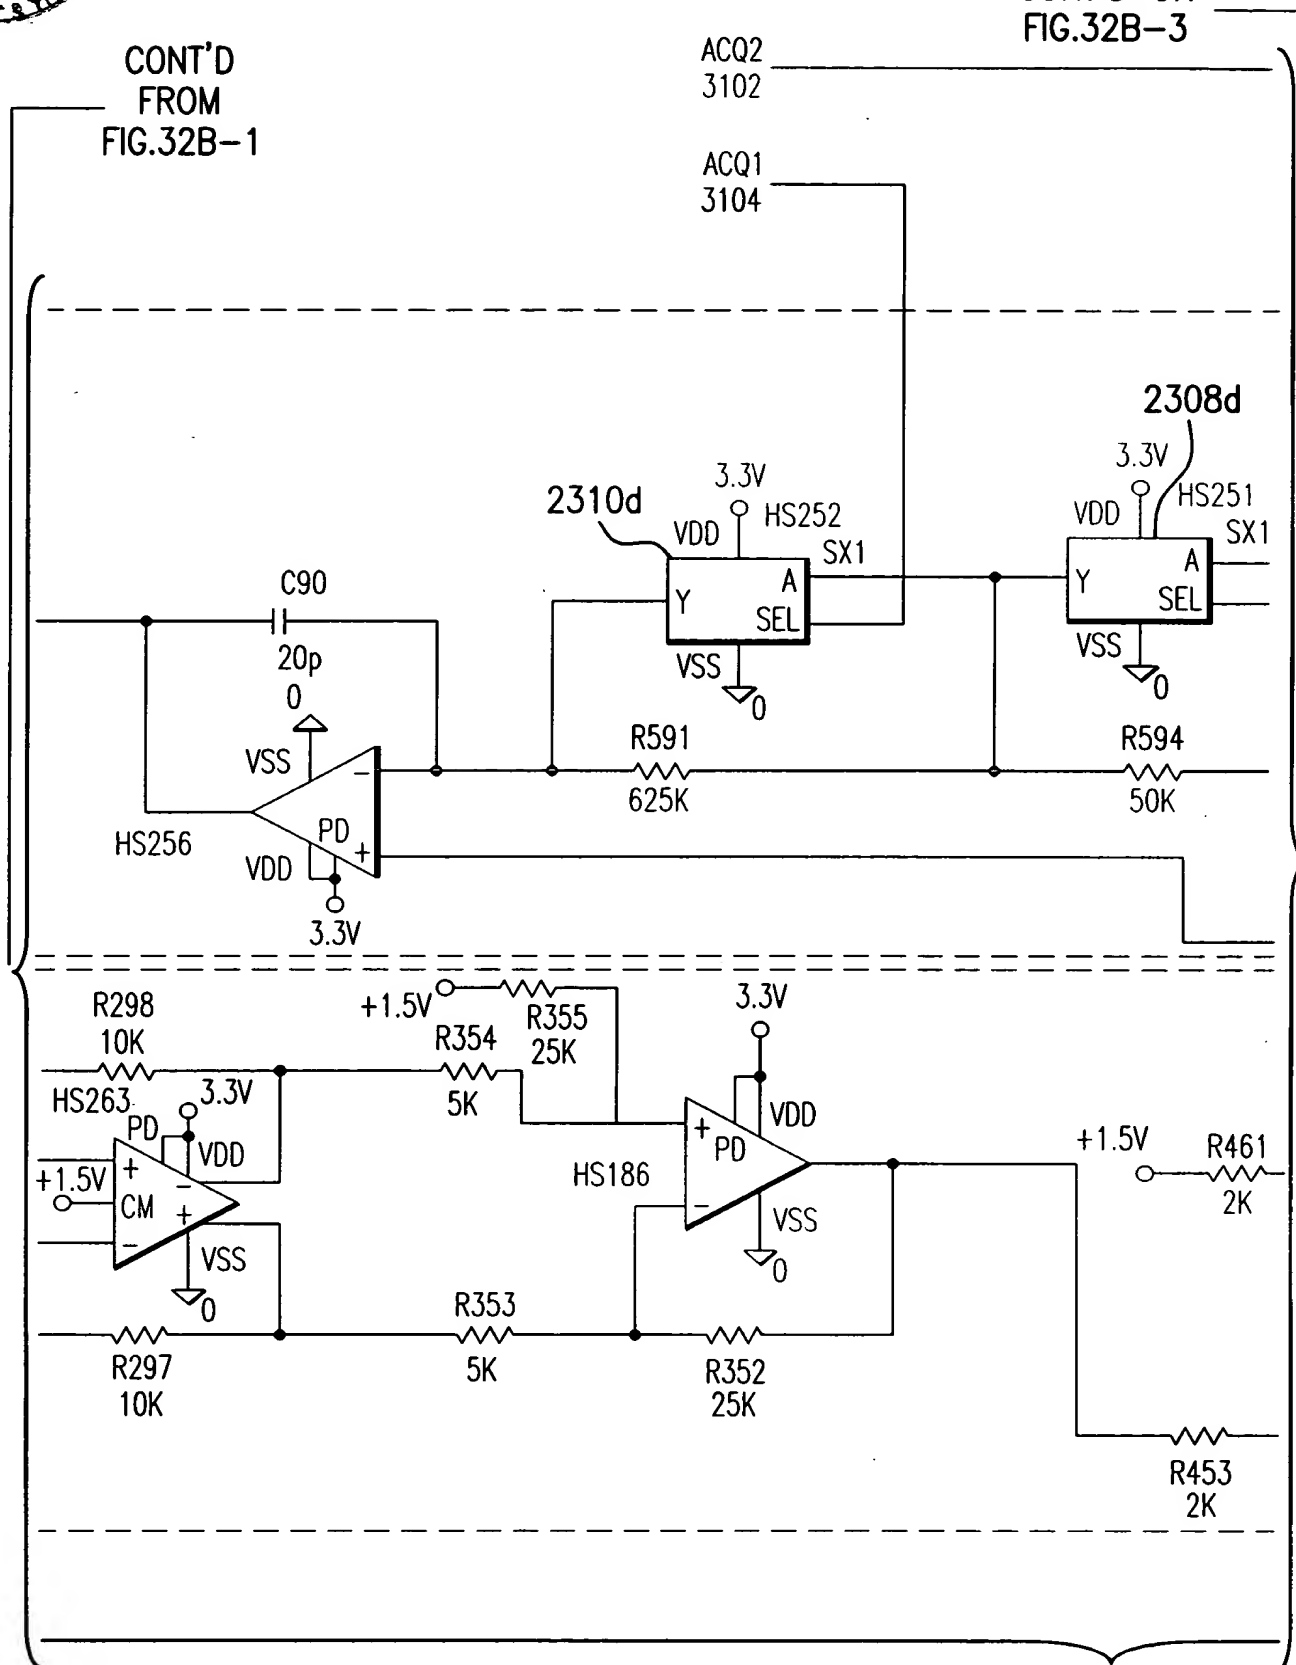 FIG.32B-3
CONT'D
FROM
FIG.32B-1
ACQ2
3102
ACQ1
3104
2308d
3.3V
HS251
VDD
SX1
A
Y
SEL
VSS
0
2310d
3.3V
HS252
VDD
SX1
A
Y
SEL
VSS
0
C90
20p
0
VSS
-
PD
+
HS256
VDD
3.3V
R591
625K
R594
50K
R298
10K
+1.5V
R355
25K
R354
5K
3.3V
HS263
3.3V
PD
VDD
+
-
+1.5V
CM
+
-
VSS
0
VDD
+
PD
HS186
-
VSS
0
+1.5V
R461
2K
R297
10K
R353
5K
R352
25K
R453
2K